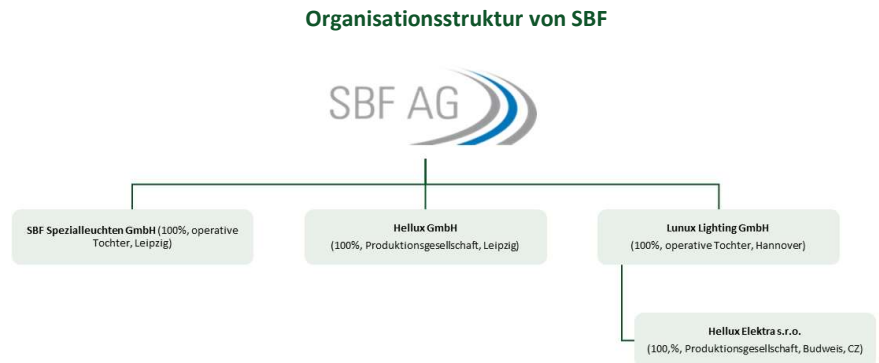 Organisationsstruktur von SBF
SBF AG
SBF Spezialleuchten GmbH (100%, operative
Tochter, Leipzig)
Hellux GmbH
(100%, Produktionsgesellschaft, Leipzig)
Lunux Lighting GmbH
(100%, operative Tochter, Hannover)
Hellux Elektra s.r.o.
(100,%, Produktionsgesellschaft, Budweis, CZ)